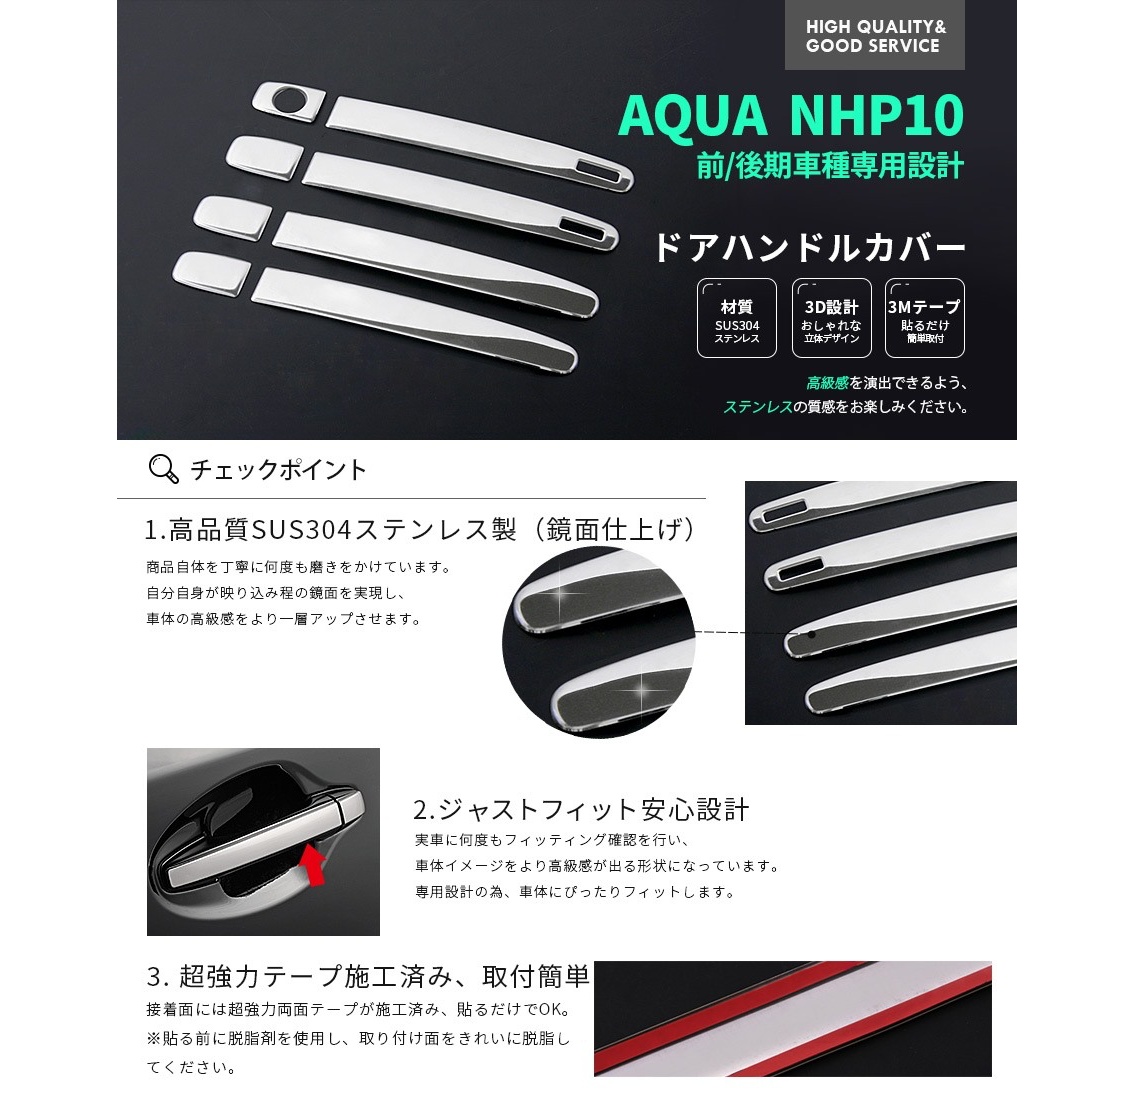 HIGH QUALITY&
GOOD SERVICE
AQUA NHP10
前/後期車種専用設計
ドアハンドルカバー
材質
SUS304
ステンレス
3D設計
おしゃれな
立体デザイン
3Mテープ
貼るだけ
簡単取付
高級感を演出できるよう、
ステンレスの質感をお楽しみください。
チェックポイント
1.高品質SUS304ステンレス製（鏡面仕上げ）
商品自体を丁寧に何度も磨きをかけています。
自分自身が映り込み程の鏡面を実現し、
車体の高級感をより一層アップさせます。
2.ジャストフィット安心設計
実車に何度もフィッティング確認を行い、
車体イメージをより高級感が出る形状になっています。
専用設計の為、車体にぴったりフィットします。
3. 超強力テープ施工済み、取付簡単
接着面には超強力両面テープが施工済み、貼るだけでOK。
※貼る前に脱脂剤を使用し、取り付け面をきれいに脱脂し
てください。